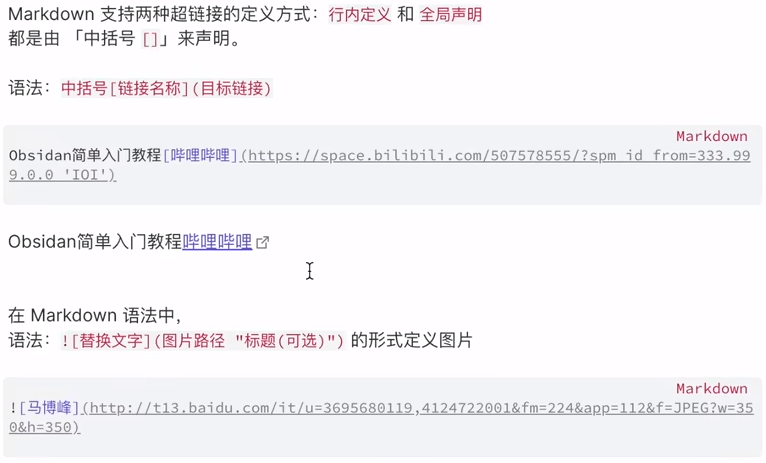 Markdown 支持两种超链接的定义方式：行内定义 和 全局声明
都是由 「中括号 []」来声明。
语法：中括号[链接名称](目标链接)
Markdown
Obsidan简单入门教程[哔哩哔哩](https://space.bilibili.com/507578555/?spm_id_from=333.99
9.0.0 'IOI')
Obsidan简单入门教程哔哩哔哩
在 Markdown 语法中，
语法：![替换文字](图片路径 "标题(可选)") 的形式定义图片
Markdown
![马博峰](http://t13.baidu.com/it/u=3695680119,4124722001&fm=224&app=112&f=JPEG?w=35
0&h=350)